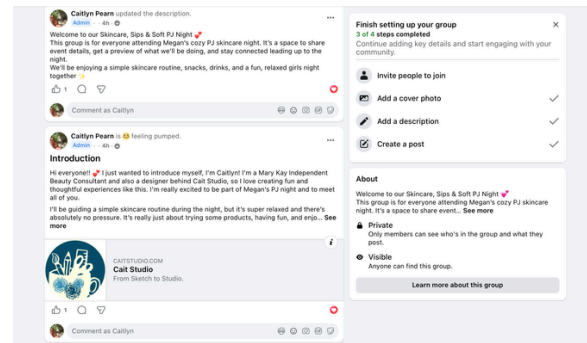 Caitlyn Pearn updated the description.
Admin · 4h ·
Welcome to our Skincare, Sips & Soft PJ Night 💕
This group is for everyone attending Megan's cozy PJ skincare night. It's a space to share
event details, get a preview of what we'll be doing, and stay connected leading up to the
night.
We'll be enjoying a simple skincare routine, snacks, drinks, and a fun, relaxed girls night
together ✨
1
Comment as Caitlyn
Caitlyn Pearn is 😊 feeling pumped.
Admin · 4h ·
Introduction
Hi everyone!! 💕 I just wanted to introduce myself, I'm Caitlyn! I'm a Mary Kay Independent
Beauty Consultant and also a designer behind Cait Studio, so I love creating fun and
thoughtful experiences like this. I'm really excited to be part of Megan's PJ night and to meet
all of you.
I'll be guiding a simple skincare routine during the night, but it's super relaxed and there's
absolutely no pressure. It's really just about trying some products, having fun, and enjo... See
more
CAITSTUDIO.COM
Cait Studio
From Sketch to Studio.
1
Comment as Caitlyn
Finish setting up your group
3 of 4 steps completed
Continue adding key details and start engaging with your
community.
Invite people to join
Add a cover photo
Add a description
Create a post
About
Welcome to our Skincare, Sips & Soft PJ Night 💕
This group is for everyone attending Megan's cozy PJ skincare
night. It's a space to share event... See more
Private
Only members can see who's in the group and what they
post.
Visible
Anyone can find this group.
Learn more about this group